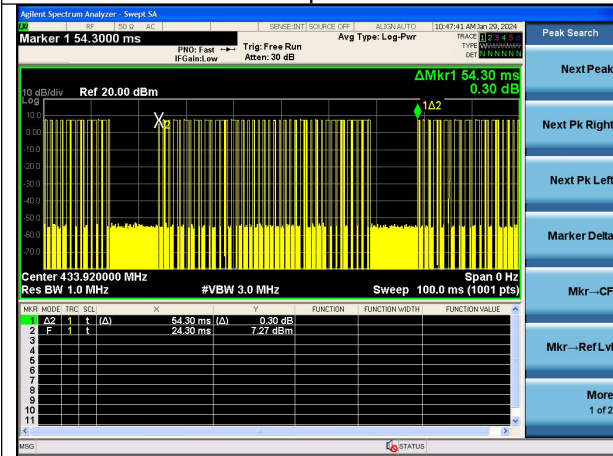 Agilent Spectrum Analyzer - Swept SA
RF 50 Ω AC SENSE:INT SOURCE OFF ALIGN AUTO 10:47:41 AM Jan 29, 2024
Marker 1 54.3000 ms
PNO: Fast
IFGain:Low
Trig: Free Run
Atten: 30 dB
Avg Type: Log-Pwr
TRACE 1 2 3 4 5 6
TYPE W
DET N N N N N N
Peak Search
ΔMkr1 54.30 ms
0.30 dB
10 dB/div Ref 20.00 dBm
Log
1Δ2
X2
10.0
0.00
-10.0
-20.0
-30.0
-40.0
-50.0
-60.0
-70.0
Center 433.920000 MHz Span 0 Hz
Res BW 1.0 MHz #VBW 3.0 MHz Sweep 100.0 ms (1001 pts)
MKR MODE TRC SCL X Y FUNCTION FUNCTION WIDTH FUNCTION VALUE
1 Δ2 1 t (Δ) 54.30 ms (Δ) 0.30 dB
2 F 1 t 24.30 ms 7.27 dBm
3
4
5
6
7
8
9
10
11
MSG STATUS
Next Peak
Next Pk Right
Next Pk Left
Marker Delta
Mkr→CF
Mkr→Ref Lvl
More
1 of 2